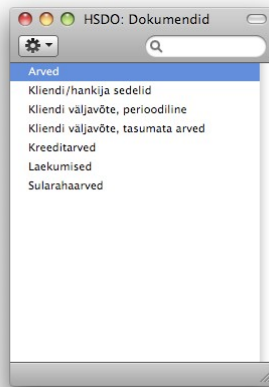 HSDO: Dokumendid
Arved
Kliendi/hankija sedelid
Kliendi väljavõte, perioodiline
Kliendi väljavõte, tasumata arved
Kreeditarved
Laekumised
Sularahaarved